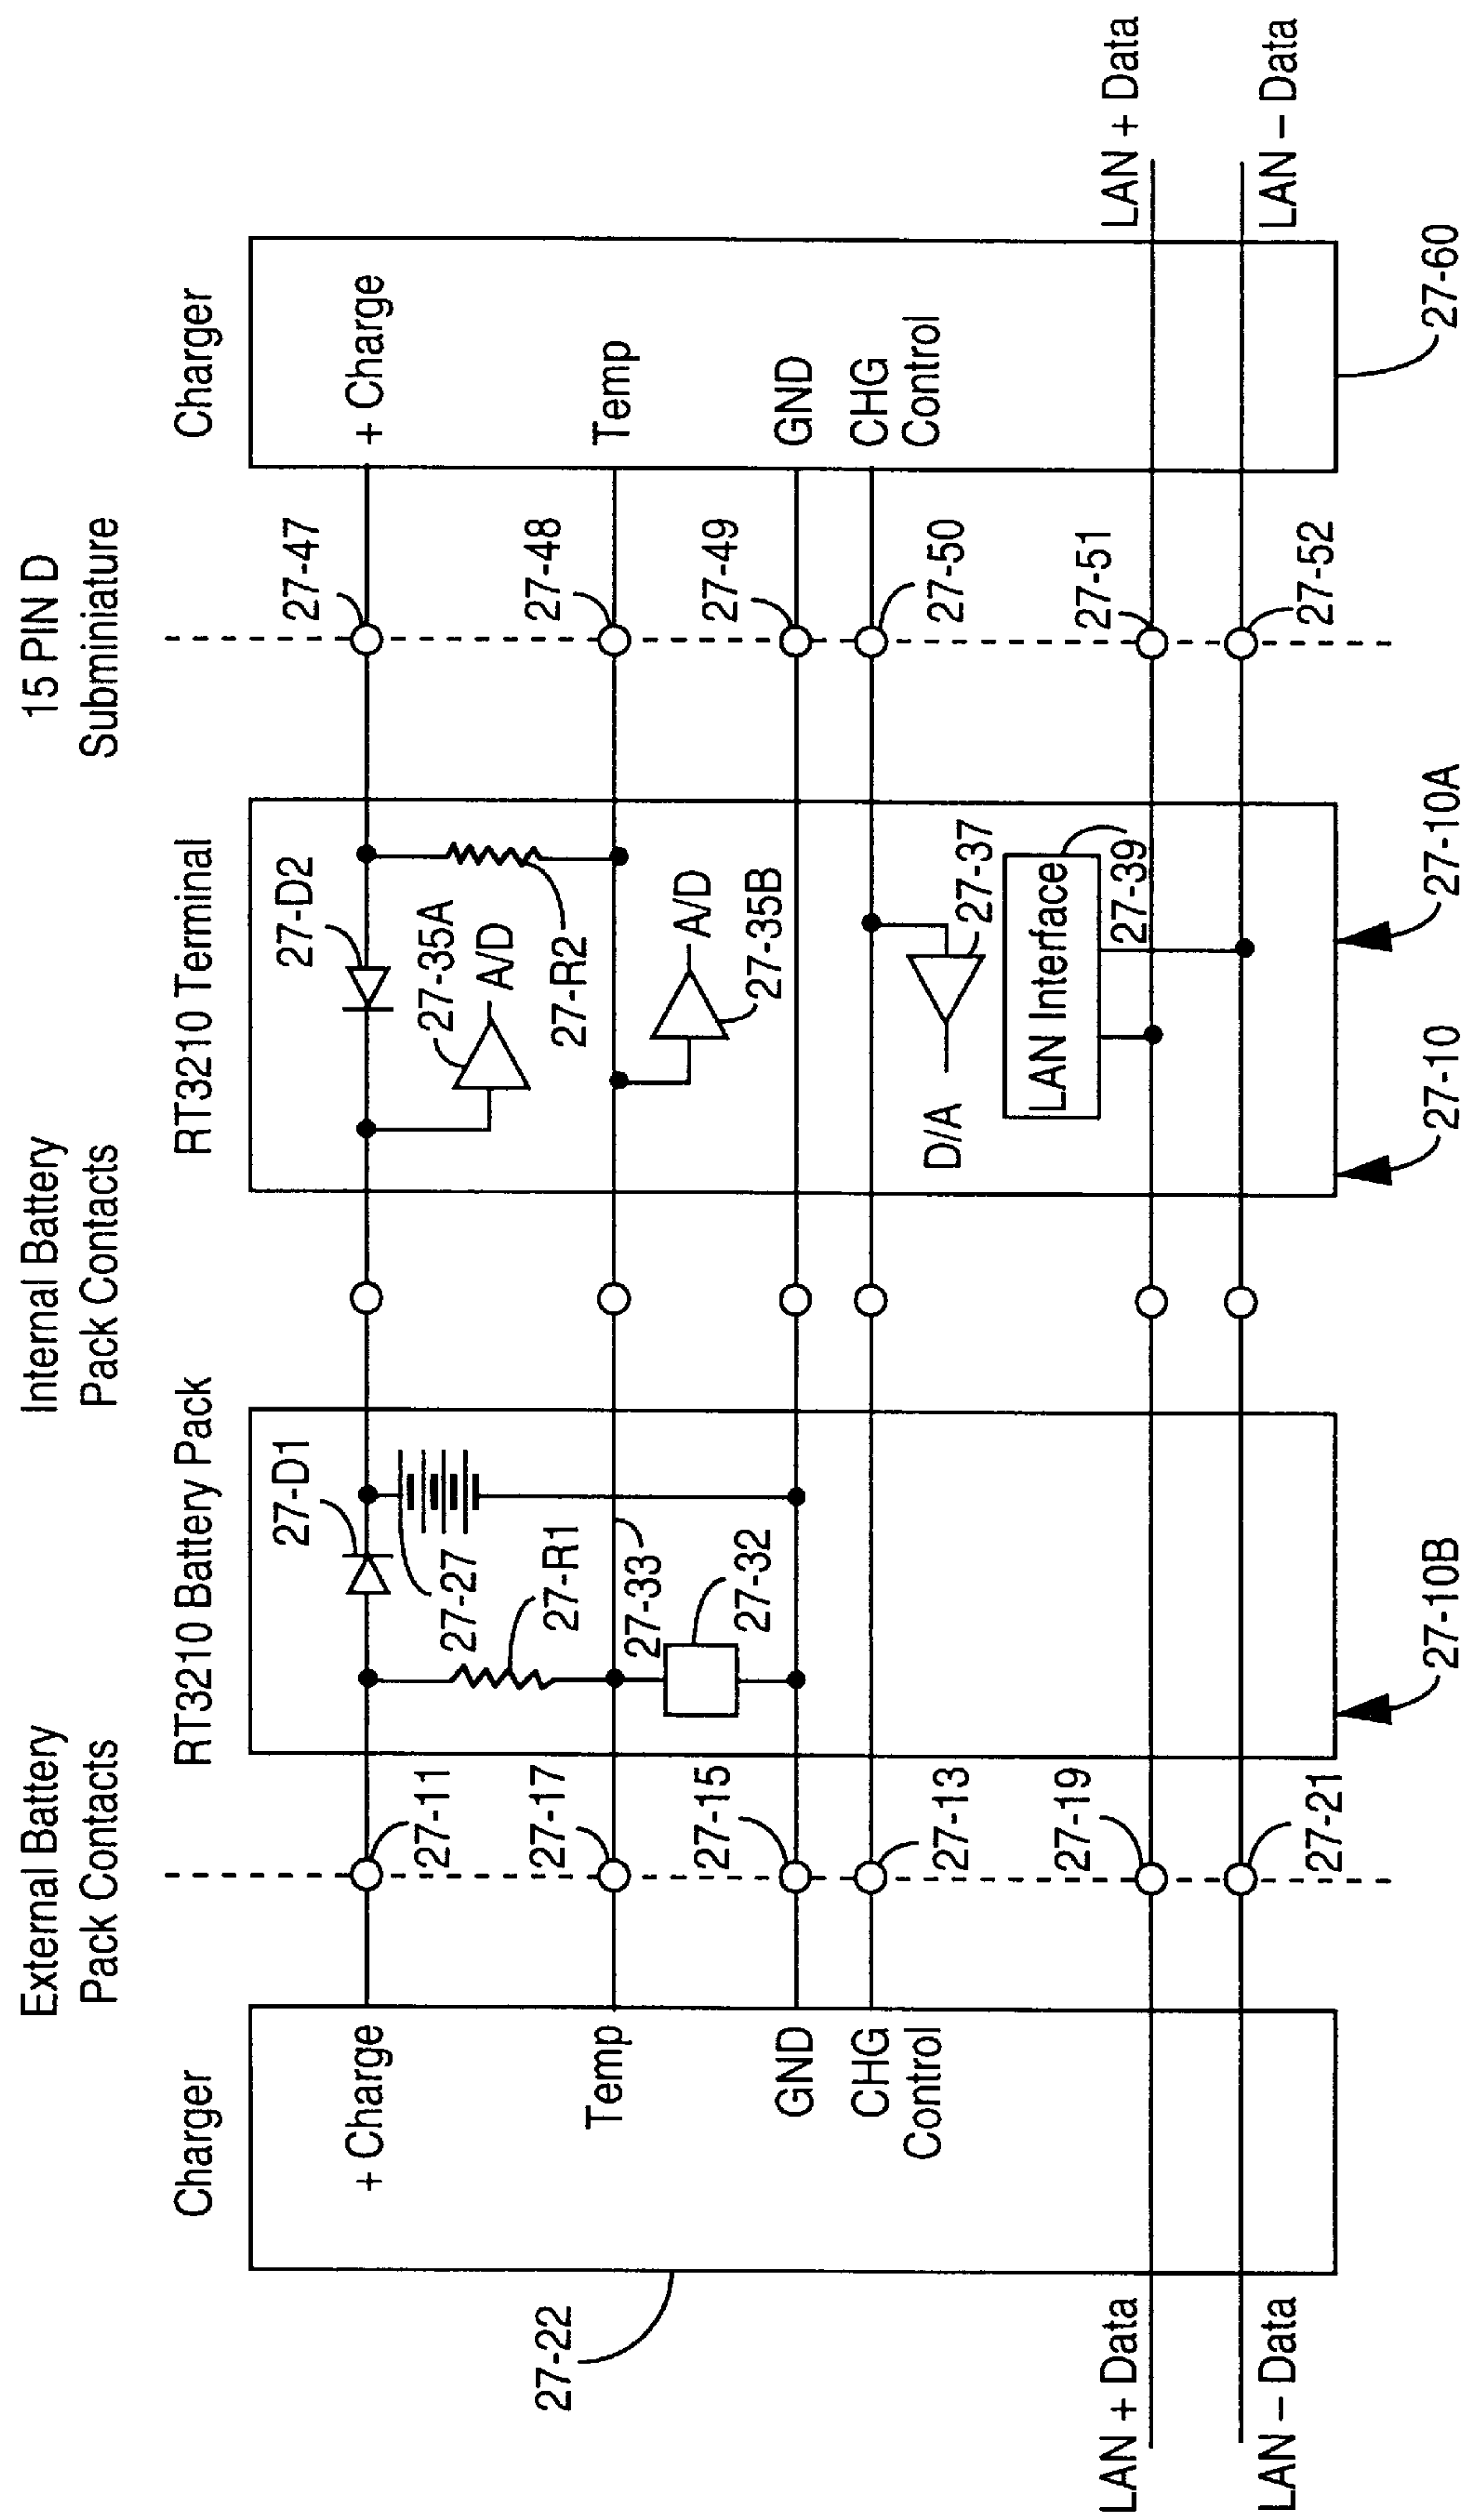 External Battery
Pack Contacts
Internal Battery
Pack Contacts
15 PIN D
Subminiature
Charger
RT3210 Battery Pack
RT3210 Terminal
Charger
+ Charge
27-11
27-D1
27-D2
27-47
+ Charge
27-27
27-35A
A/D
27-22
Temp
27-17
27-R1
27-R2
27-48
Temp
27-33
A/D
GND
27-15
27-32
27-35B
27-49
GND
CHG
Control
27-13
D/A
27-37
27-50
CHG
Control
LAN Interface
LAN + Data
27-19
27-39
27-51
LAN + Data
LAN – Data
27-21
27-52
LAN – Data
27-10B
27-10
27-10A
27-60